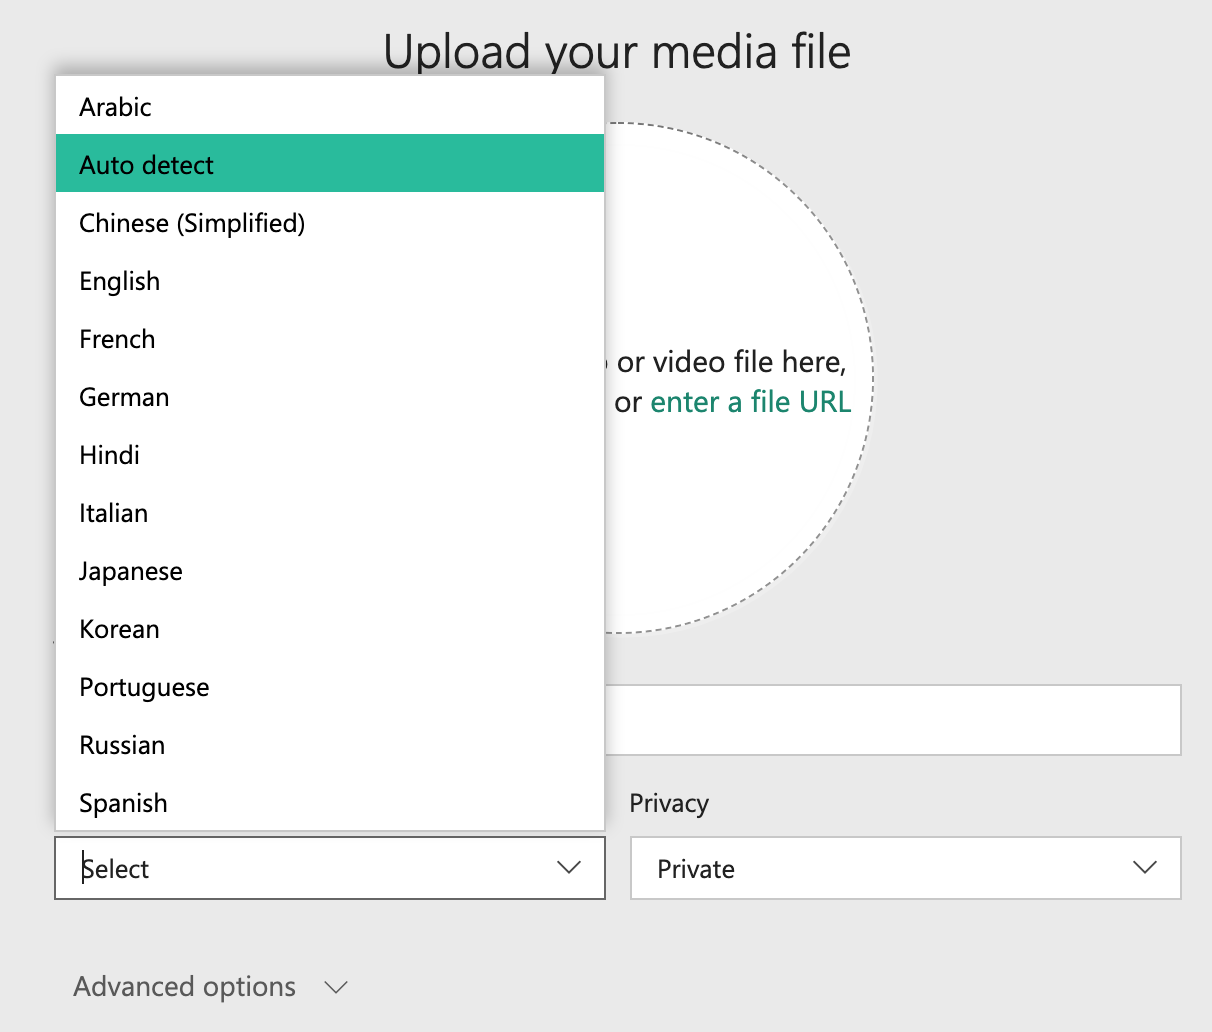 Upload your media file
Arabic
Auto detect
Chinese (Simplified)
English
French
German
Hindi
Italian
Japanese
Korean
Portuguese
Russian
Spanish
or video file here,
or enter a file URL
Privacy
Select
Private
Advanced options